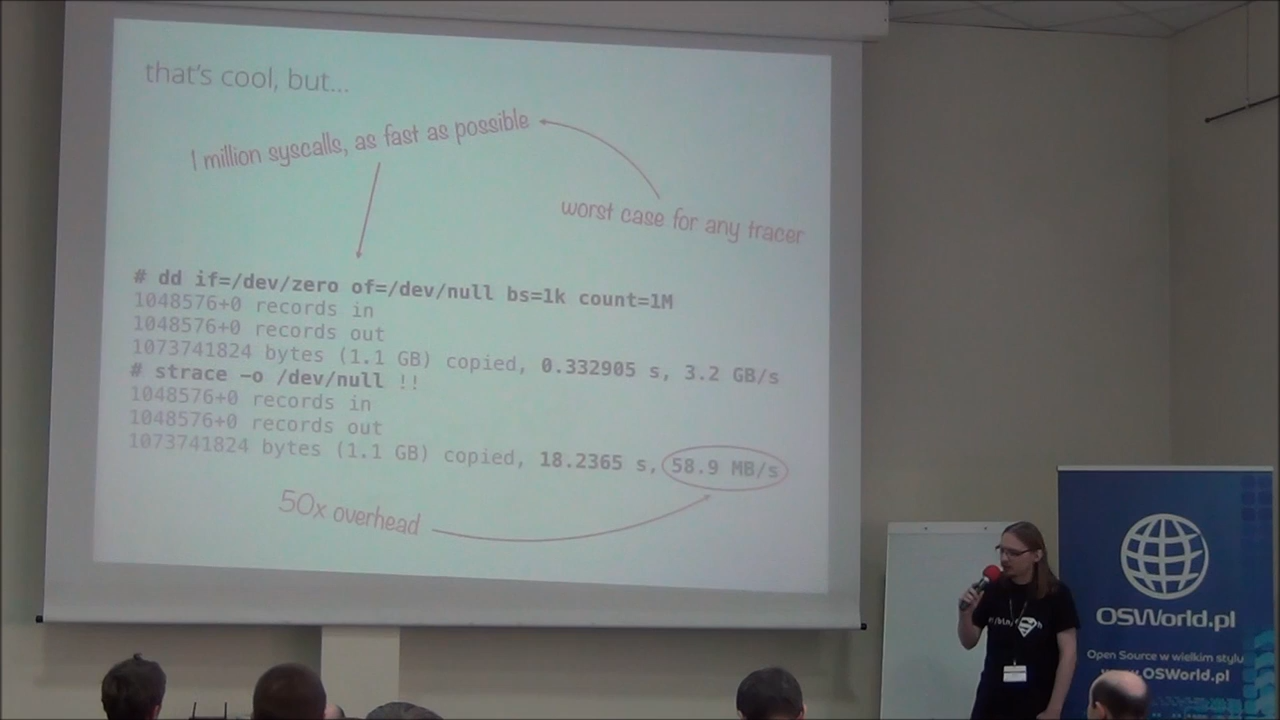 that's cool, but...
1 million syscalls, as fast as possible
worst case for any tracer
# dd if=/dev/zero of=/dev/null bs=1k count=1M
1048576+0 records in
1048576+0 records out
1073741824 bytes (1.1 GB) copied, 0.332905 s, 3.2 GB/s
# strace -o /dev/null !!
1048576+0 records in
1048576+0 records out
1073741824 bytes (1.1 GB) copied, 18.2365 s, 58.9 MB/s
50x overhead
OSWorld.pl
Open Source w wielkim stylu
www.OSWorld.pl